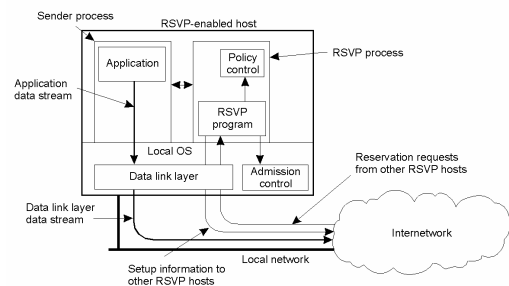 Sender process
RSVP-enabled host
Application
Policy
control
RSVP process
Application
data stream
RSVP
program
Local OS
Data link layer
Admission
control
Reservation requests
from other RSVP hosts
Data link layer
data stream
Internetwork
Local network
Setup information to
other RSVP hosts